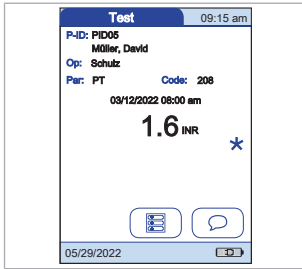 Test 09:15 am
P-ID: PID05
Müller, David
Op: Schulz
Par: PT Code: 208
03/12/2022 08:00 am
1.6 INR
*
05/29/2022